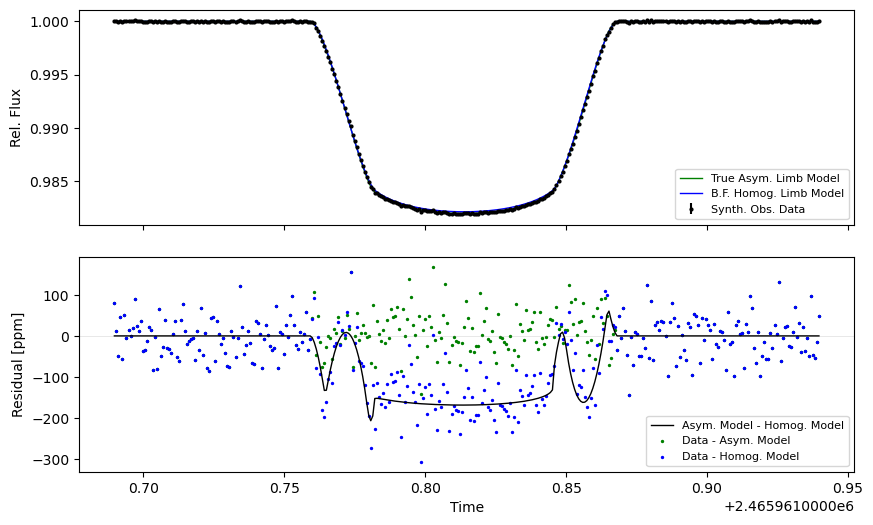 1.000
0.995
0.990
0.985
Rel. Flux
True Asym. Limb Model
B.F. Homog. Limb Model
Synth. Obs. Data
100
0
−100
−200
−300
Residual [ppm]
Asym. Model - Homog. Model
Data - Asym. Model
Data - Homog. Model
0.70 0.75 0.80 0.85 0.90 0.95
Time
+2.4659610000e6